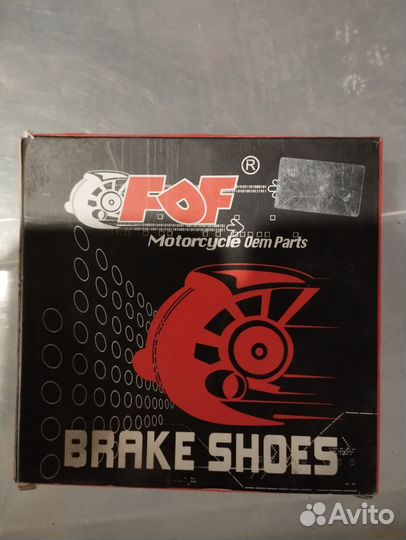 FOF ®
Motorcycle Oem Parts
BRAKE SHOES
Avito